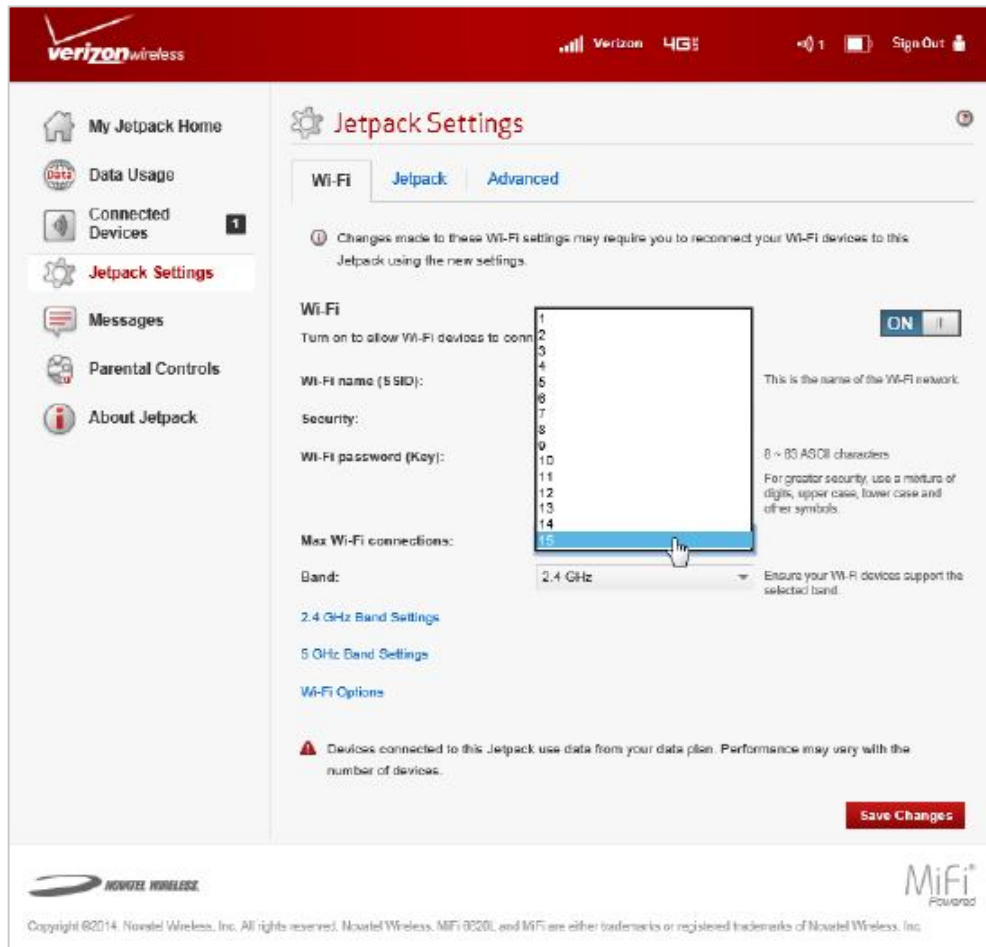 verizonwireless
Verizon 4GLTE 1 Sign Out
My Jetpack Home
Data Usage
Connected Devices 1
Jetpack Settings
Messages
Parental Controls
About Jetpack
Jetpack Settings
Wi-Fi Jetpack Advanced
Changes made to these Wi-Fi settings may require you to reconnect your Wi-Fi devices to this
Jetpack using the new settings.
Wi-Fi
ON
Turn on to allow Wi-Fi devices to conn
1
2
3
4
5
6
7
8
9
10
11
12
13
14
15
Wi-Fi name (SSID):
This is the name of the Wi-Fi network.
Security:
Wi-Fi password (Key):
8 ~ 63 ASCII characters
For greater security, use a mixture of
digits, upper case, lower case and
other symbols.
Max Wi-Fi connections:
Band: 2.4 GHz
Ensure your Wi-Fi devices support the
selected band.
2.4 GHz Band Settings
5 GHz Band Settings
Wi-Fi Options
Devices connected to this Jetpack use data from your data plan. Performance may vary with the
number of devices.
Save Changes
NOVATEL WIRELESS.
MiFi
Powered
Copyright ©2014. Novatel Wireless, Inc. All rights reserved. Novatel Wireless, MiFi 6620L, and MiFi are either trademarks or registered trademarks of Novatel Wireless, Inc.